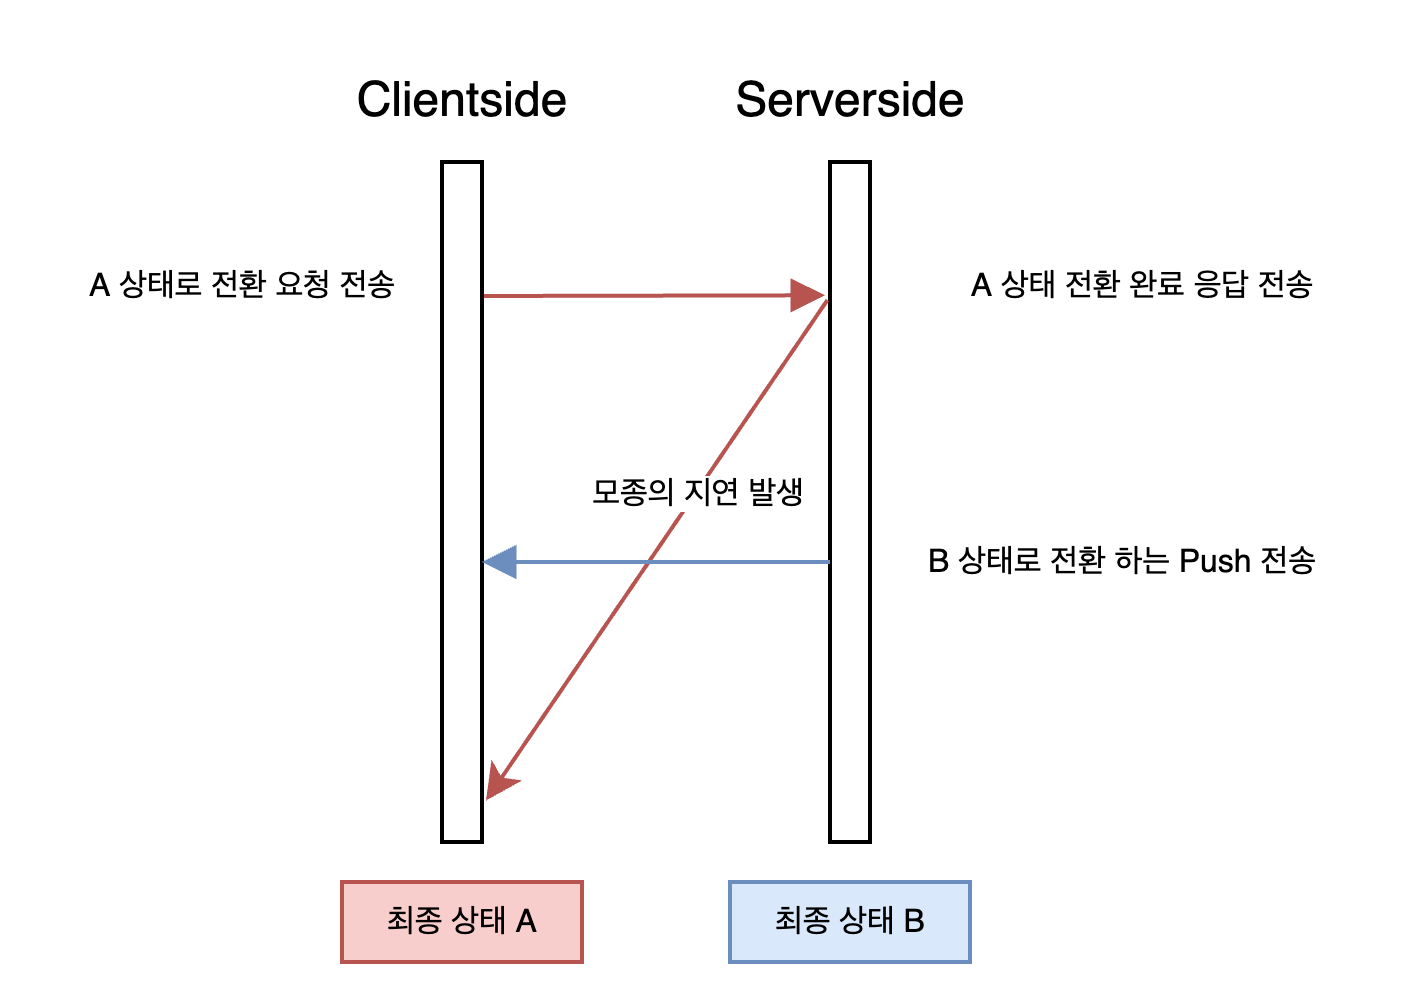 Clientside
Serverside
A 상태로 전환 요청 전송
A 상태 전환 완료 응답 전송
모종의 지연 발생
B 상태로 전환 하는 Push 전송
최종 상태 A
최종 상태 B